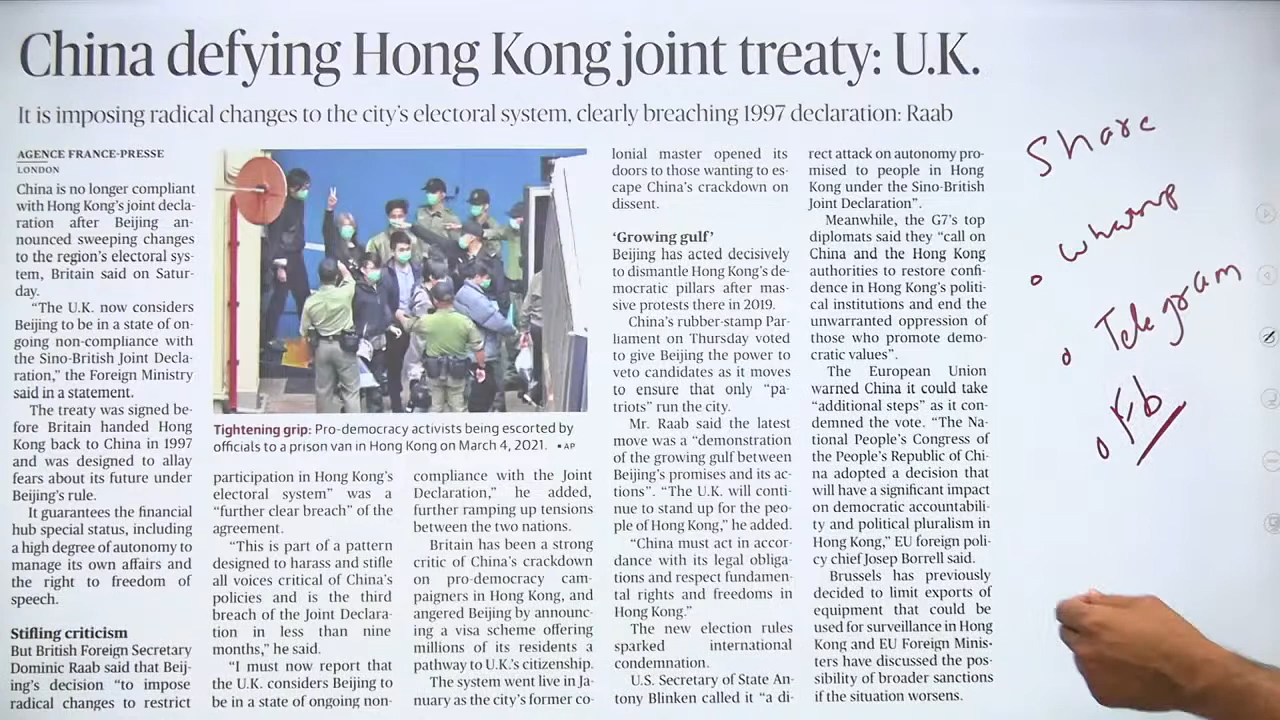 China defying Hong Kong joint treaty: U.K.
It is imposing radical changes to the city's electoral system, clearly breaching 1997 declaration: Raab
AGENCE FRANCE-PRESSE
LONDON
China is no longer compliant
with Hong Kong's joint decla-
ration after Beijing an-
nounced sweeping changes
to the region's electoral sys-
tem, Britain said on Satur-
day.
"The U.K. now considers
Beijing to be in a state of on-
going non-compliance with
the Sino-British Joint Decla-
ration," the Foreign Ministry
said in a statement.
The treaty was signed be-
fore Britain handed Hong
Kong back to China in 1997
and was designed to allay
fears about its future under
Beijing's rule.
It guarantees the financial
hub special status, including
a high degree of autonomy to
manage its own affairs and
the right to freedom of
speech.
Stifling criticism
But British Foreign Secretary
Dominic Raab said that Beij-
ing's decision "to impose
radical changes to restrict
Tightening grip: Pro-democracy activists being escorted by
officials to a prison van in Hong Kong on March 4, 2021. • AP
participation in Hong Kong's
electoral system" was a
"further clear breach" of the
agreement.
"This is part of a pattern
designed to harass and stifle
all voices critical of China's
policies and is the third
breach of the Joint Declara-
tion in less than nine
months," he said.
"I must now report that
the U.K. considers Beijing to
be in a state of ongoing non-
compliance with the Joint
Declaration," he added,
further ramping up tensions
between the two nations.
Britain has been a strong
critic of China's crackdown
on pro-democracy cam-
paigners in Hong Kong, and
angered Beijing by announc-
ing a visa scheme offering
millions of its residents a
pathway to U.K.'s citizenship.
The system went live in Ja-
nuary as the city's former co-
lonial master opened its
doors to those wanting to es-
cape China's crackdown on
dissent.
'Growing gulf'
Beijing has acted decisively
to dismantle Hong Kong's de-
mocratic pillars after mas-
sive protests there in 2019.
China's rubber-stamp Par-
liament on Thursday voted
to give Beijing the power to
veto candidates as it moves
to ensure that only "pa-
triots" run the city.
Mr. Raab said the latest
move was a "demonstration
of the growing gulf between
Beijing's promises and its ac-
tions". "The U.K. will conti-
nue to stand up for the peo-
ple of Hong Kong," he added.
"China must act in accor-
dance with its legal obliga-
tions and respect fundamen-
tal rights and freedoms in
Hong Kong."
The new election rules
sparked international
condemnation.
U.S. Secretary of State An-
tony Blinken called it "a di-
rect attack on autonomy pro-
mised to people in Hong
Kong under the Sino-British
Joint Declaration".
Meanwhile, the G7's top
diplomats said they "call on
China and the Hong Kong
authorities to restore confi-
dence in Hong Kong's politi-
cal institutions and end the
unwarranted oppression of
those who promote demo-
cratic values".
The European Union
warned China it could take
"additional steps" as it con-
demned the vote. "The Na-
tional People's Congress of
the People's Republic of Chi-
na adopted a decision that
will have a significant impact
on democratic accountabili-
ty and political pluralism in
Hong Kong," EU foreign poli-
cy chief Josep Borrell said.
Brussels has previously
decided to limit exports of
equipment that could be
used for surveillance in Hong
Kong and EU Foreign Minis-
ters have discussed the pos-
sibility of broader sanctions
if the situation worsens.
Share
Telegram
Fb